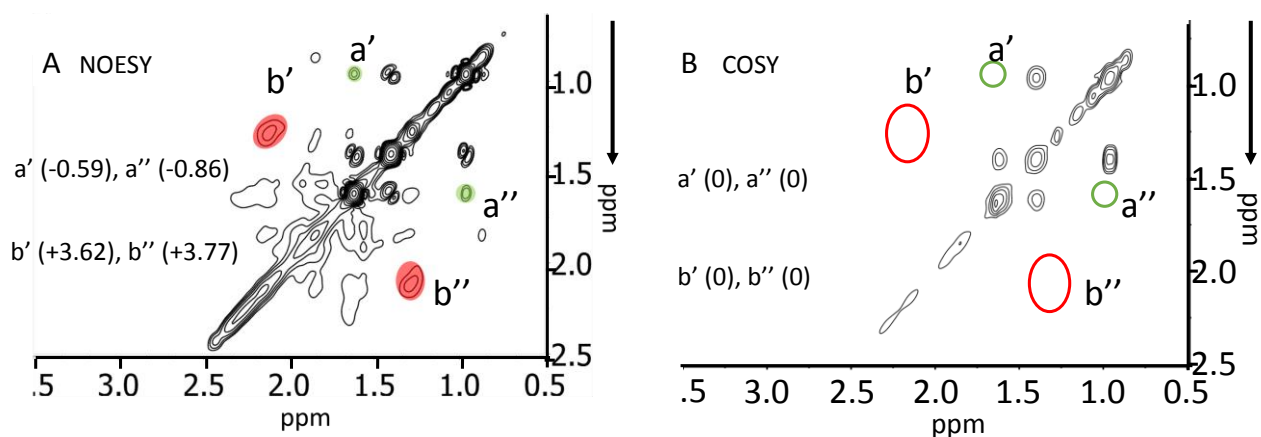 A NOESY
a'
b'
1.0
a' (-0.59), a'' (-0.86)
1.5
ppm
a''
b' (+3.62), b'' (+3.77)
2.0
b''
2.5
.5 3.0 2.5 2.0 1.5 1.0 0.5
ppm
B COSY
a'
b'
1.0
a' (0), a'' (0)
1.5
ppm
a''
b' (0), b'' (0)
2.0
b''
2.5
.5 3.0 2.5 2.0 1.5 1.0 0.5
ppm